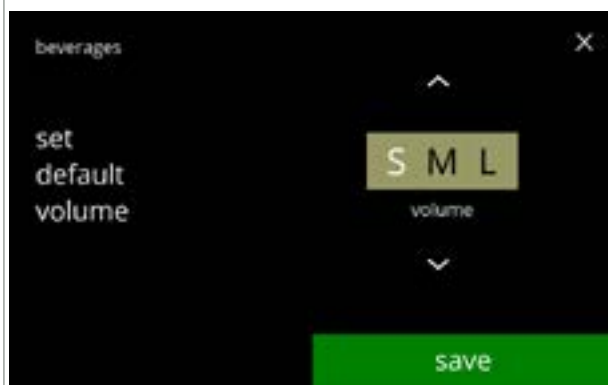 beverages
set
default
volume
S M L
volume
save